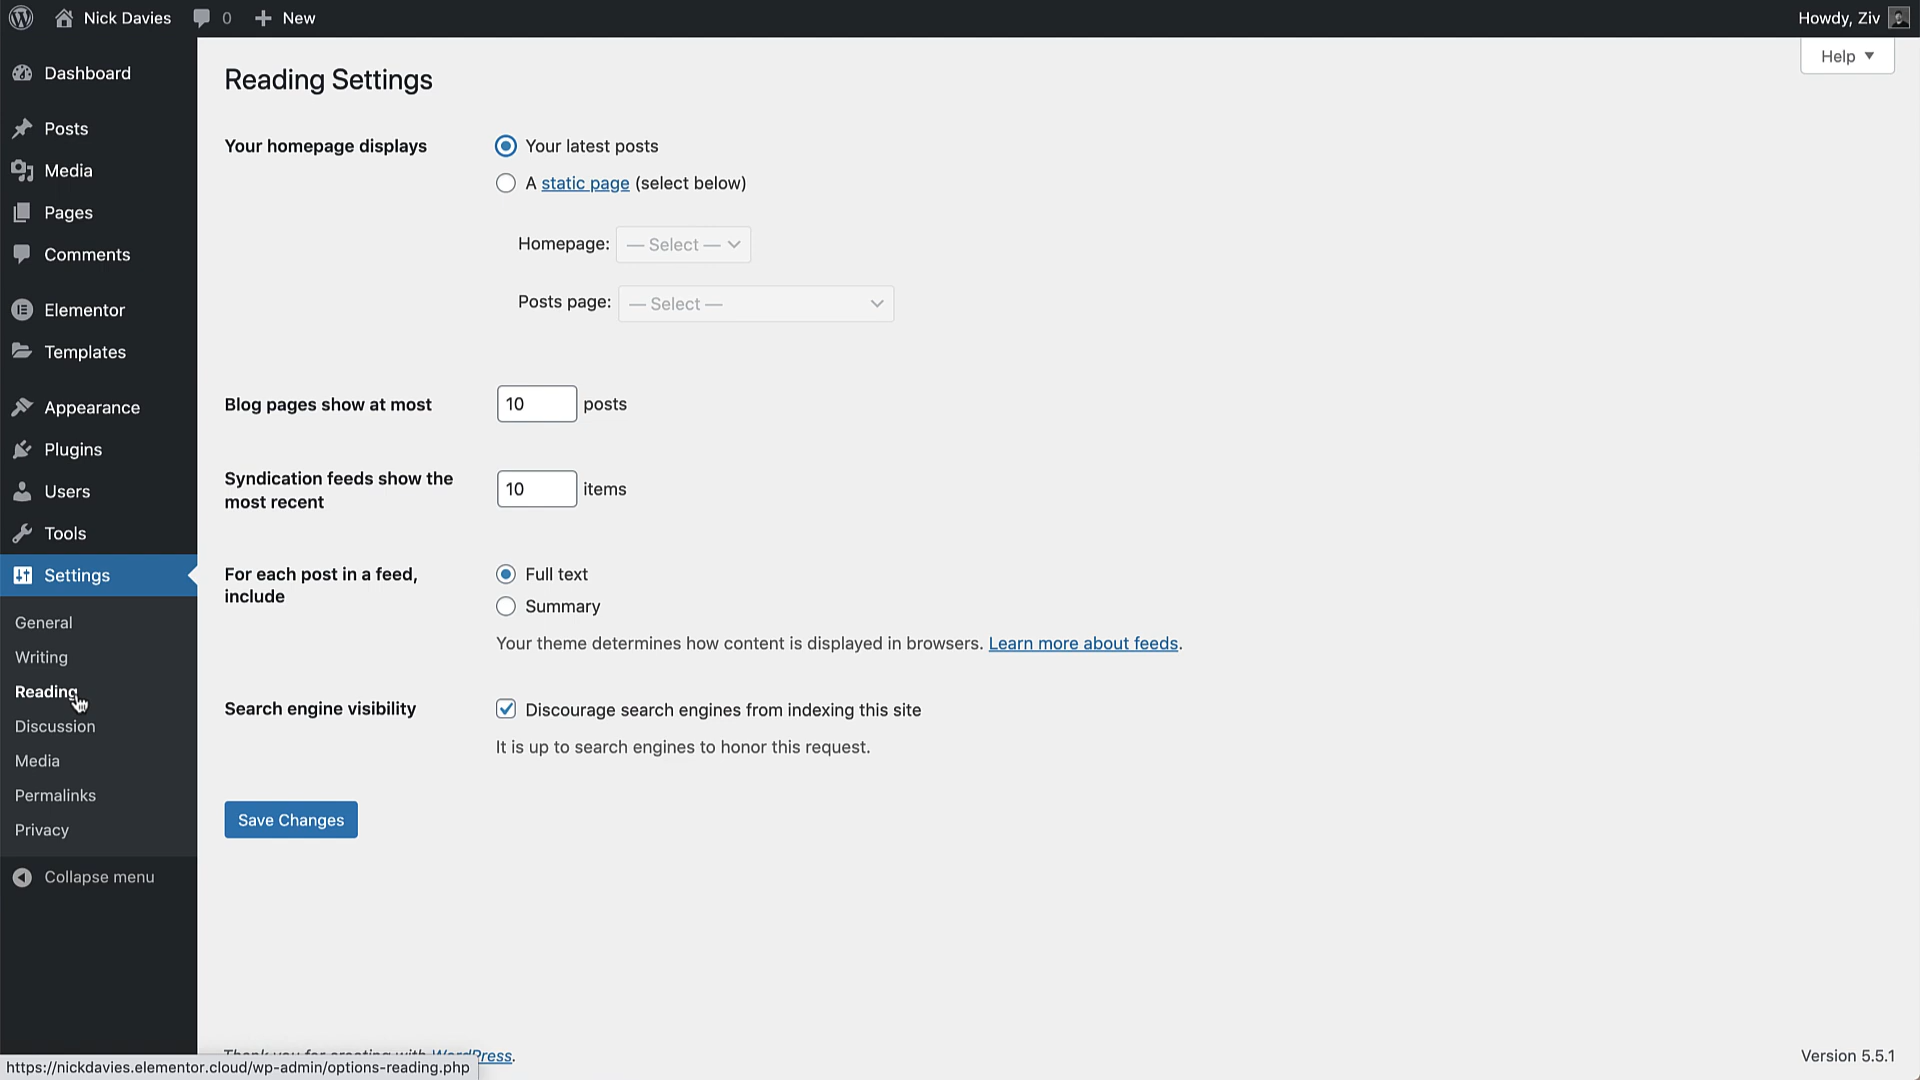 Nick Davies
0
New
Howdy, Ziv
Help
Dashboard
Posts
Media
Pages
Comments
Elementor
Templates
Appearance
Plugins
Users
Tools
Settings
General
Writing
Reading
Discussion
Media
Permalinks
Privacy
Collapse menu
Reading Settings
Your homepage displays
Your latest posts
A static page (select below)
Homepage: — Select —
Posts page: — Select —
Blog pages show at most
10 posts
Syndication feeds show the
most recent
10 items
For each post in a feed,
include
Full text
Summary
Your theme determines how content is displayed in browsers. Learn more about feeds.
Search engine visibility
Discourage search engines from indexing this site
It is up to search engines to honor this request.
Save Changes
Thank you for creating with WordPress.
Version 5.5.1
https://nickdavies.elementor.cloud/wp-admin/options-reading.php